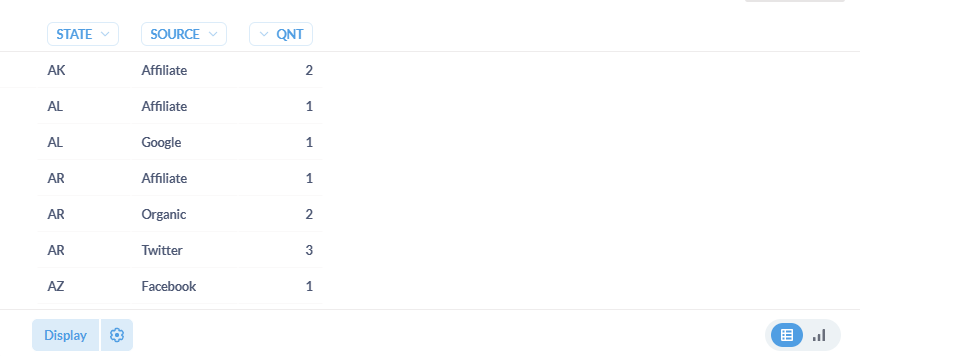 STATE SOURCE QNT
AK Affiliate 2
AL Affiliate 1
AL Google 1
AR Affiliate 1
AR Organic 2
AR Twitter 3
AZ Facebook 1
Display